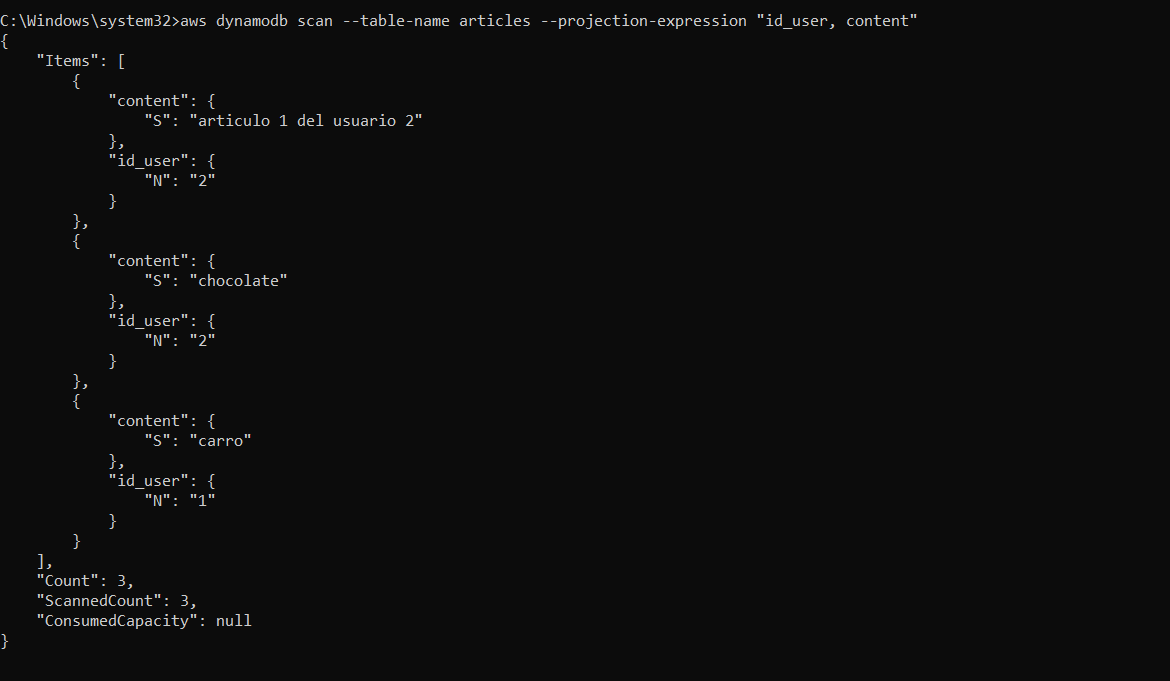 C:\Windows\system32>aws dynamodb scan --table-name articles --projection-expression "id_user, content"
{
    "Items": [
        {
            "content": {
                "S": "articulo 1 del usuario 2"
            },
            "id_user": {
                "N": "2"
            }
        },
        {
            "content": {
                "S": "chocolate"
            },
            "id_user": {
                "N": "2"
            }
        },
        {
            "content": {
                "S": "carro"
            },
            "id_user": {
                "N": "1"
            }
        }
    ],
    "Count": 3,
    "ScannedCount": 3,
    "ConsumedCapacity": null
}